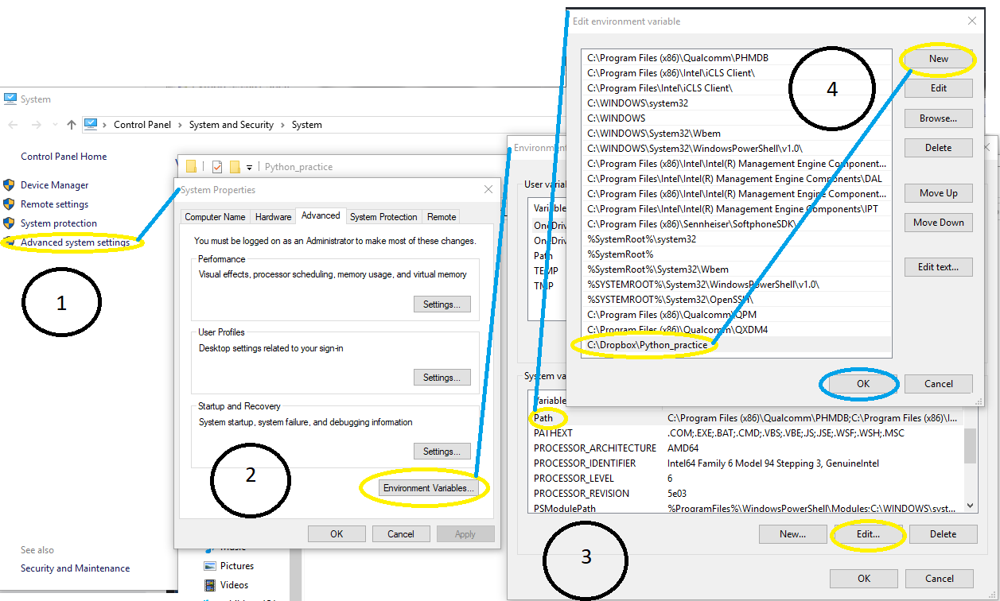 System
Control Panel > System and Security > System
Control Panel Home
Device Manager
Remote settings
System protection
Advanced system settings
1
See also
Security and Maintenance
Python_practice
System Properties
Computer Name Hardware Advanced System Protection Remote
You must be logged on as an Administrator to make most of these changes.
Performance
Visual effects, processor scheduling, memory usage, and virtual memory
Settings...
User Profiles
Desktop settings related to your sign-in
Settings...
Startup and Recovery
System startup, system failure, and debugging information
Settings...
2
Environment Variables...
OK Cancel Apply
Pictures
Videos
Environment
User varia
Variable
OneDriv
OneDriv
Path
TEMP
TMP
System va
Variable
Path C:\Program Files (x86)\Qualcomm\PHMDB;C:\Program Files (x86)\I...
PATHEXT .COM;.EXE;.BAT;.CMD;.VBS;.VBE;.JS;.JSE;.WSF;.WSH;.MSC
PROCESSOR_ARCHITECTURE AMD64
PROCESSOR_IDENTIFIER Intel64 Family 6 Model 94 Stepping 3, GenuineIntel
PROCESSOR_LEVEL 6
PROCESSOR_REVISION 5e03
PSModulePath %ProgramFiles%\WindowsPowerShell\Modules;C:\WINDOWS\syst...
New... Edit... Delete
3
OK Cancel
Edit environment variable
C:\Program Files (x86)\Qualcomm\PHMDB
C:\Program Files (x86)\Intel\iCLS Client\
C:\Program Files\Intel\iCLS Client\
C:\WINDOWS\system32
C:\WINDOWS
C:\WINDOWS\System32\Wbem
C:\WINDOWS\System32\WindowsPowerShell\v1.0\
C:\Program Files (x86)\Intel\Intel(R) Management Engine Component...
C:\Program Files\Intel\Intel(R) Management Engine Components\DAL
C:\Program Files (x86)\Intel\Intel(R) Management Engine Component...
C:\Program Files\Intel\Intel(R) Management Engine Components\IPT
C:\Program Files (x86)\Sennheiser\SoftphoneSDK\
%SystemRoot%\system32
%SystemRoot%
%SystemRoot%\System32\Wbem
%SYSTEMROOT%\System32\WindowsPowerShell\v1.0\
%SYSTEMROOT%\System32\OpenSSH\
C:\Program Files (x86)\Qualcomm\QPM
C:\Program Files (x86)\Qualcomm\QXDM4
C:\Dropbox\Python_practice
4
New
Edit
Browse...
Delete
Move Up
Move Down
Edit text...
OK Cancel